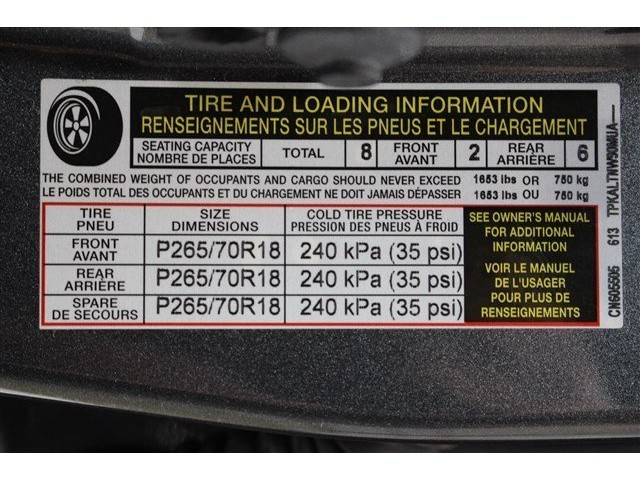 TIRE AND LOADING INFORMATION
RENSEIGNEMENTS SUR LES PNEUS ET LE CHARGEMENT
SEATING CAPACITY
NOMBRE DE PLACES
TOTAL 8
FRONT
AVANT
2
REAR
ARRIÈRE
6
THE COMBINED WEIGHT OF OCCUPANTS AND CARGO SHOULD NEVER EXCEED 1653 lbs OR 750 kg
LE POIDS TOTAL DES OCCUPANTS ET DU CHARGEMENT NE DOIT JAMAIS DÉPASSER 1653 lbs OU 750 kg
TIRE
PNEU
SIZE
DIMENSIONS
COLD TIRE PRESSURE
PRESSION DES PNEUS À FROID
FRONT
AVANT
P265/70R18 240 kPa (35 psi)
REAR
ARRIÈRE
P265/70R18 240 kPa (35 psi)
SPARE
DE SECOURS
P265/70R18 240 kPa (35 psi)
SEE OWNER'S MANUAL
FOR ADDITIONAL
INFORMATION
VOIR LE MANUEL
DE L'USAGER
POUR PLUS DE
RENSEIGNEMENTS
CN605595 613